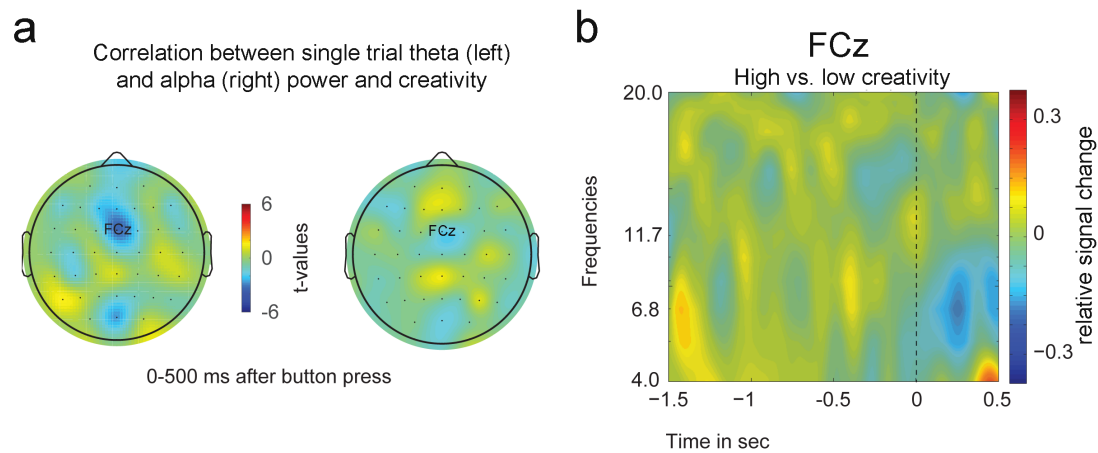 a
Correlation between single trial theta (left)
and alpha (right) power and creativity
FCz
6
0
-6
t-values
FCz
0-500 ms after button press
b
FCz
High vs. low creativity
Frequencies
20.0
11.7
6.8
4.0
−1.5
−1
-0.5
0
0.5
Time in sec
0.3
0
−0.3
relative signal change